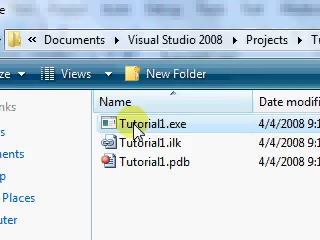 « Documents ▸ Visual Studio 2008 ▸ Projects ▸ T
ze Views New Folder
nks
Name Date modifi
Tutorial1.exe 4/4/2008 9:1
ments Tutorial1.ilk 4/4/2008 9:1
Tutorial1.pdb 4/4/2008 9:1
Places
uter